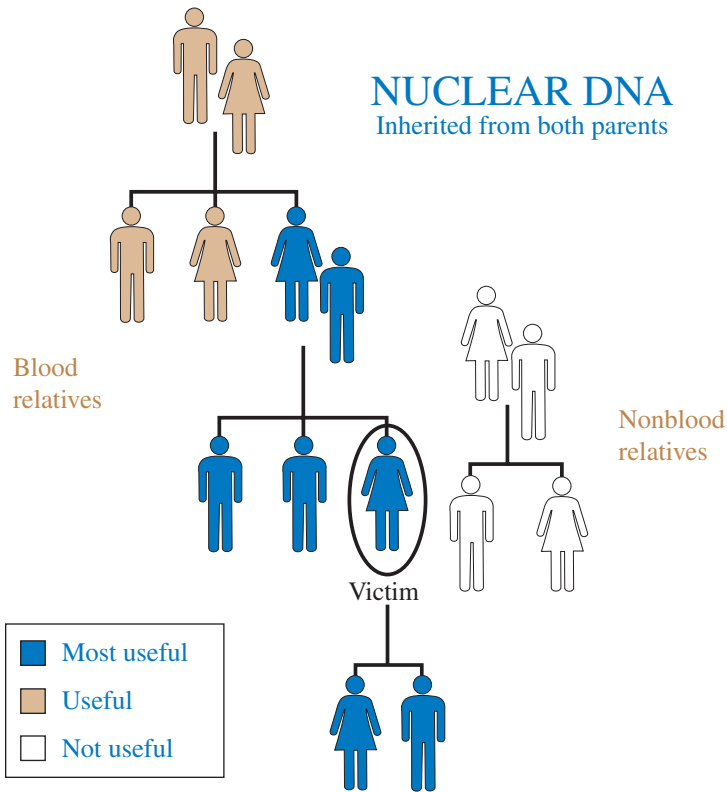 NUCLEAR DNA
Inherited from both parents
Blood
relatives
Nonblood
relatives
Victim
Most useful
Useful
Not useful